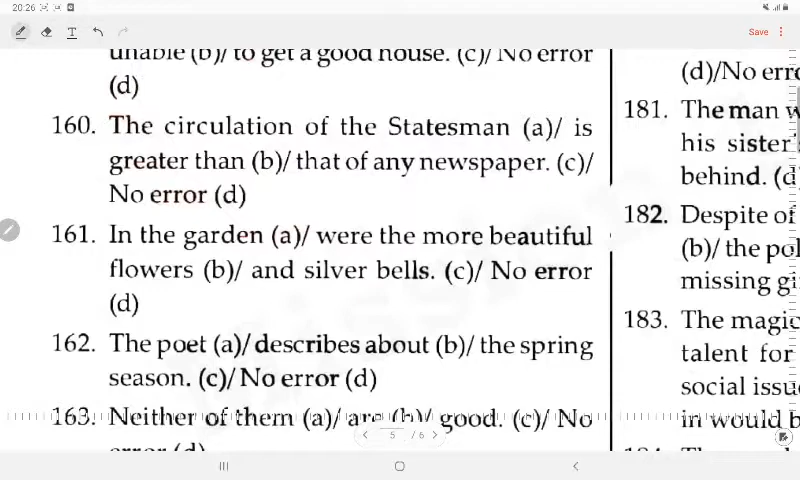 20:26
Save
unable (b)/ to get a good house. (c)/ No error
(d)
160. The circulation of the Statesman (a)/ is
greater than (b)/ that of any newspaper. (c)/
No error (d)
161. In the garden (a)/ were the more beautiful
flowers (b)/ and silver bells. (c)/ No error
(d)
162. The poet (a)/ describes about (b)/ the spring
season. (c)/ No error (d)
163. Neither of them (a)/ are (b)/ good. (c)/ No
error (d)
(d)/No erro
181. The man w
his sister's
behind. (d
182. Despite of
(b)/ the pol
missing gi
183. The magic
talent for
social issu
in would b
5 / 6